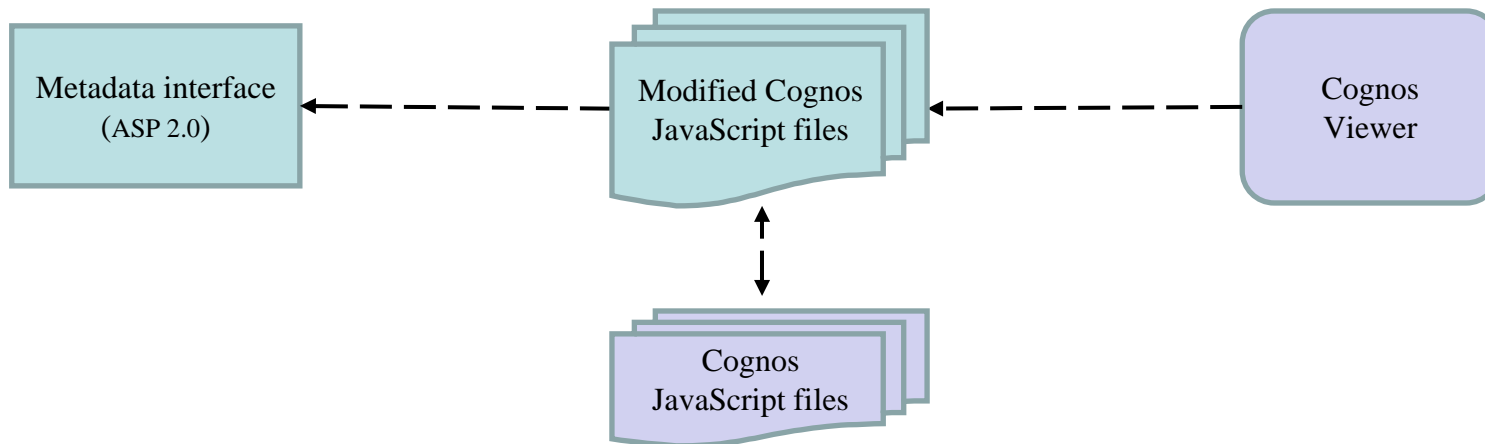 Metadata interface
(ASP 2.0)
Modified Cognos
JavaScript files
Cognos
Viewer
Cognos
JavaScript files